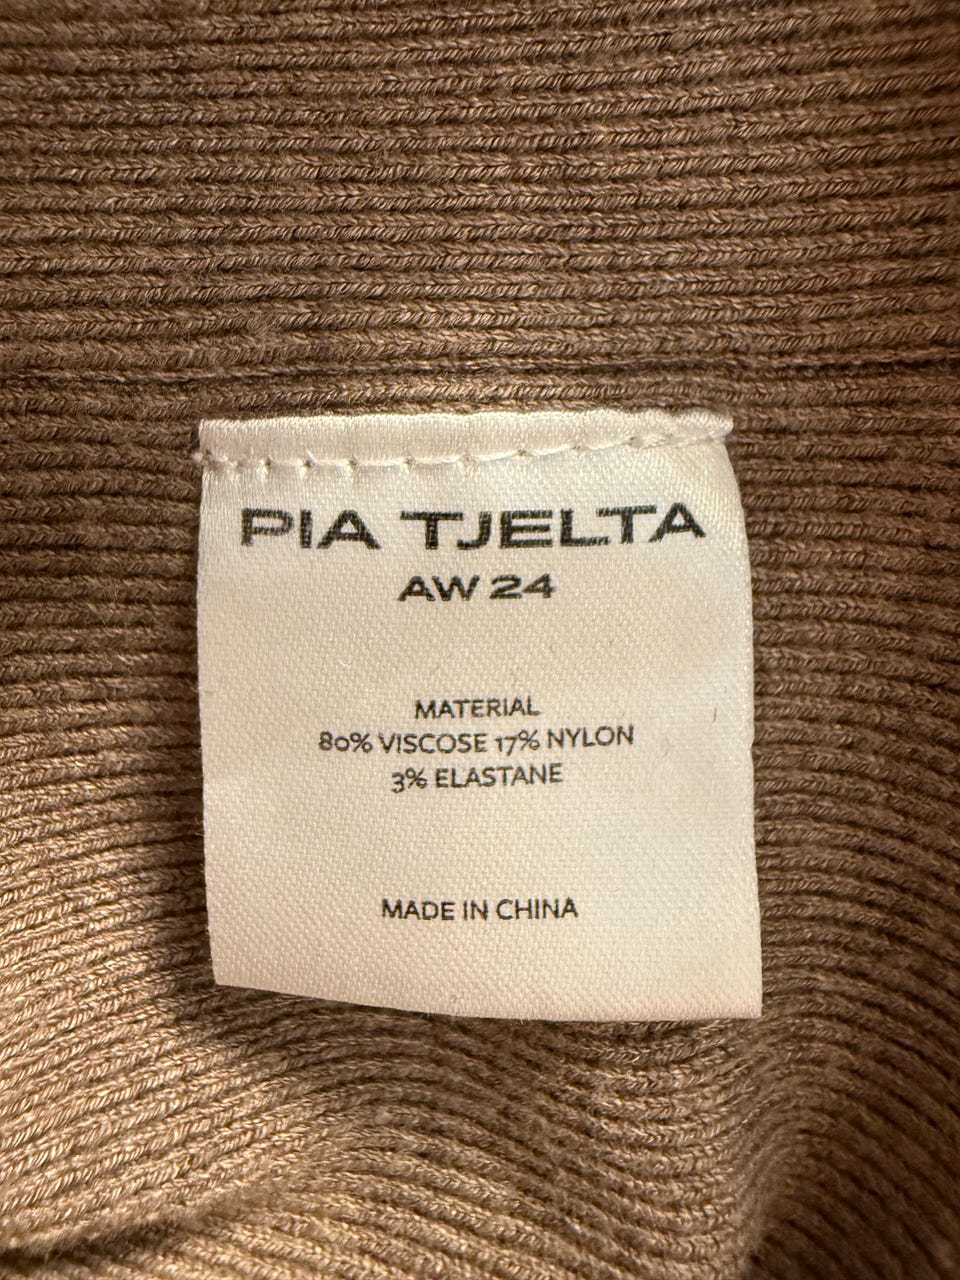 PIA TJELTA
AW 24
MATERIAL
80% VISCOSE 17% NYLON
3% ELASTANE
MADE IN CHINA